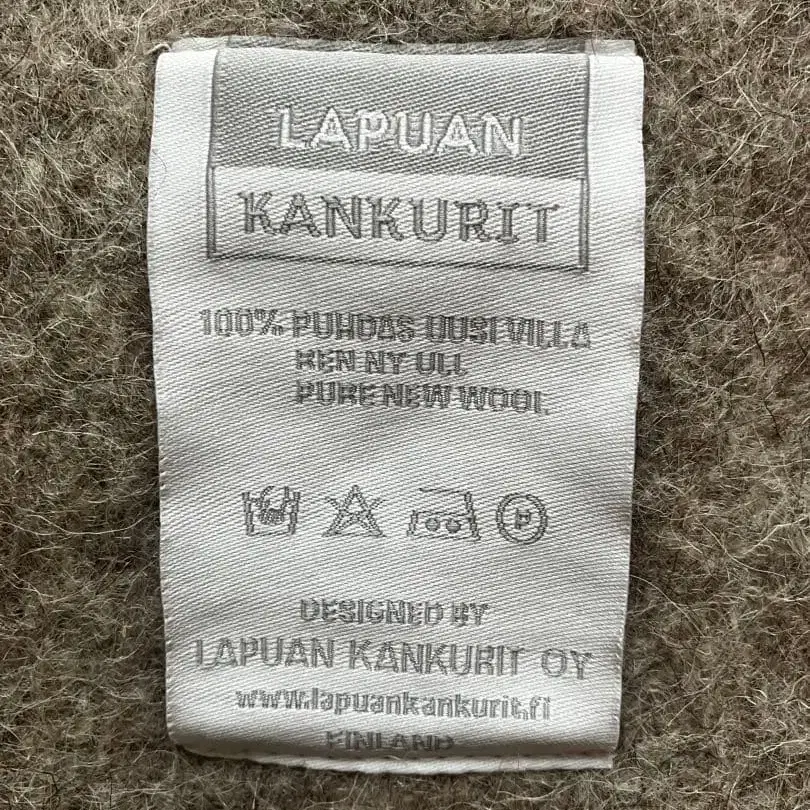 LAPUAN
KANKURIT
100% PUHDAS UUSI VILLA
REN NY ULL
PURE NEW WOOL
P
DESIGNED BY
LAPUAN KANKURIT OY
www.lapuankankurit.fi
FINLAND